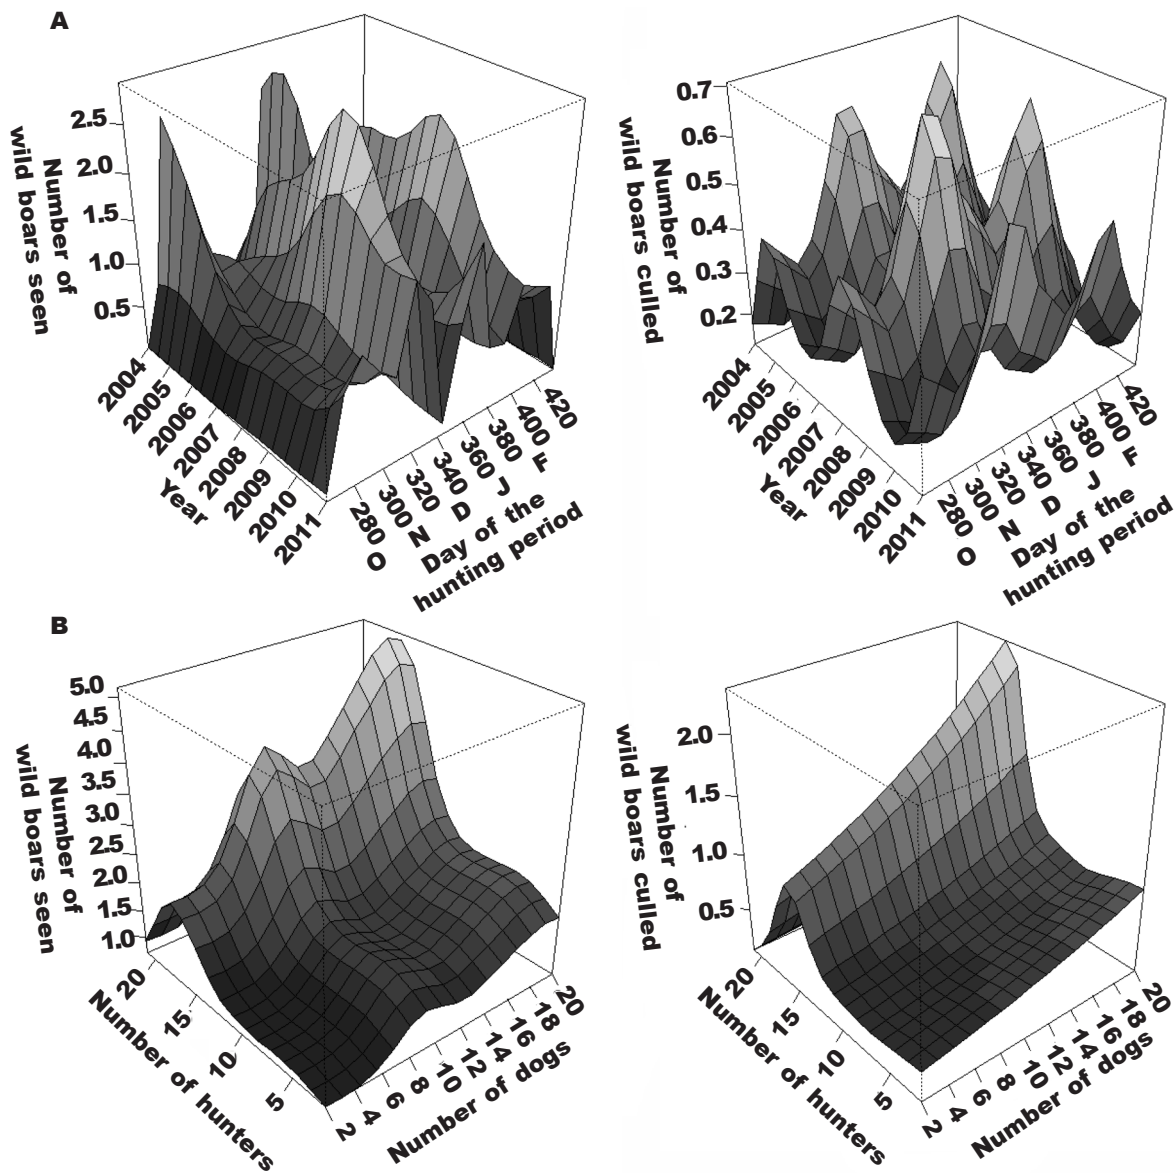 A
Number of
wild boars seen
2.5
2.0
1.5
1.0
0.5
2004
2005
2006
2007
2008
2009
2010
2011
Year
280
300
320
340
360
380
400
420
O
N
D
J
F
Day of the
hunting period
Number of
wild boars culled
0.7
0.6
0.5
0.4
0.3
0.2
2004
2005
2006
2007
2008
2009
2010
2011
Year
280
300
320
340
360
380
400
420
O
N
D
J
F
Day of the
hunting period
B
Number of
wild boars seen
5.0
4.5
4.0
3.5
3.0
2.5
2.0
1.5
1.0
20
15
10
5
Number of hunters
2
4
6
8
10
12
14
16
18
20
Number of dogs
Number of
wild boars culled
2.0
1.5
1.0
0.5
20
15
10
5
Number of hunters
2
4
6
8
10
12
14
16
18
20
Number of dogs